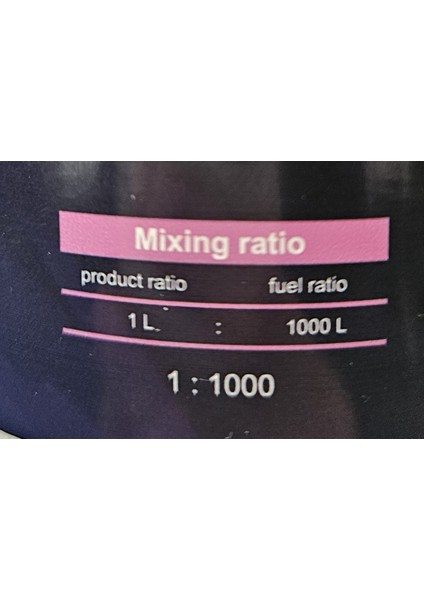 Mixing ratio
product ratio fuel ratio
1 L : 1000 L
1 : 1000